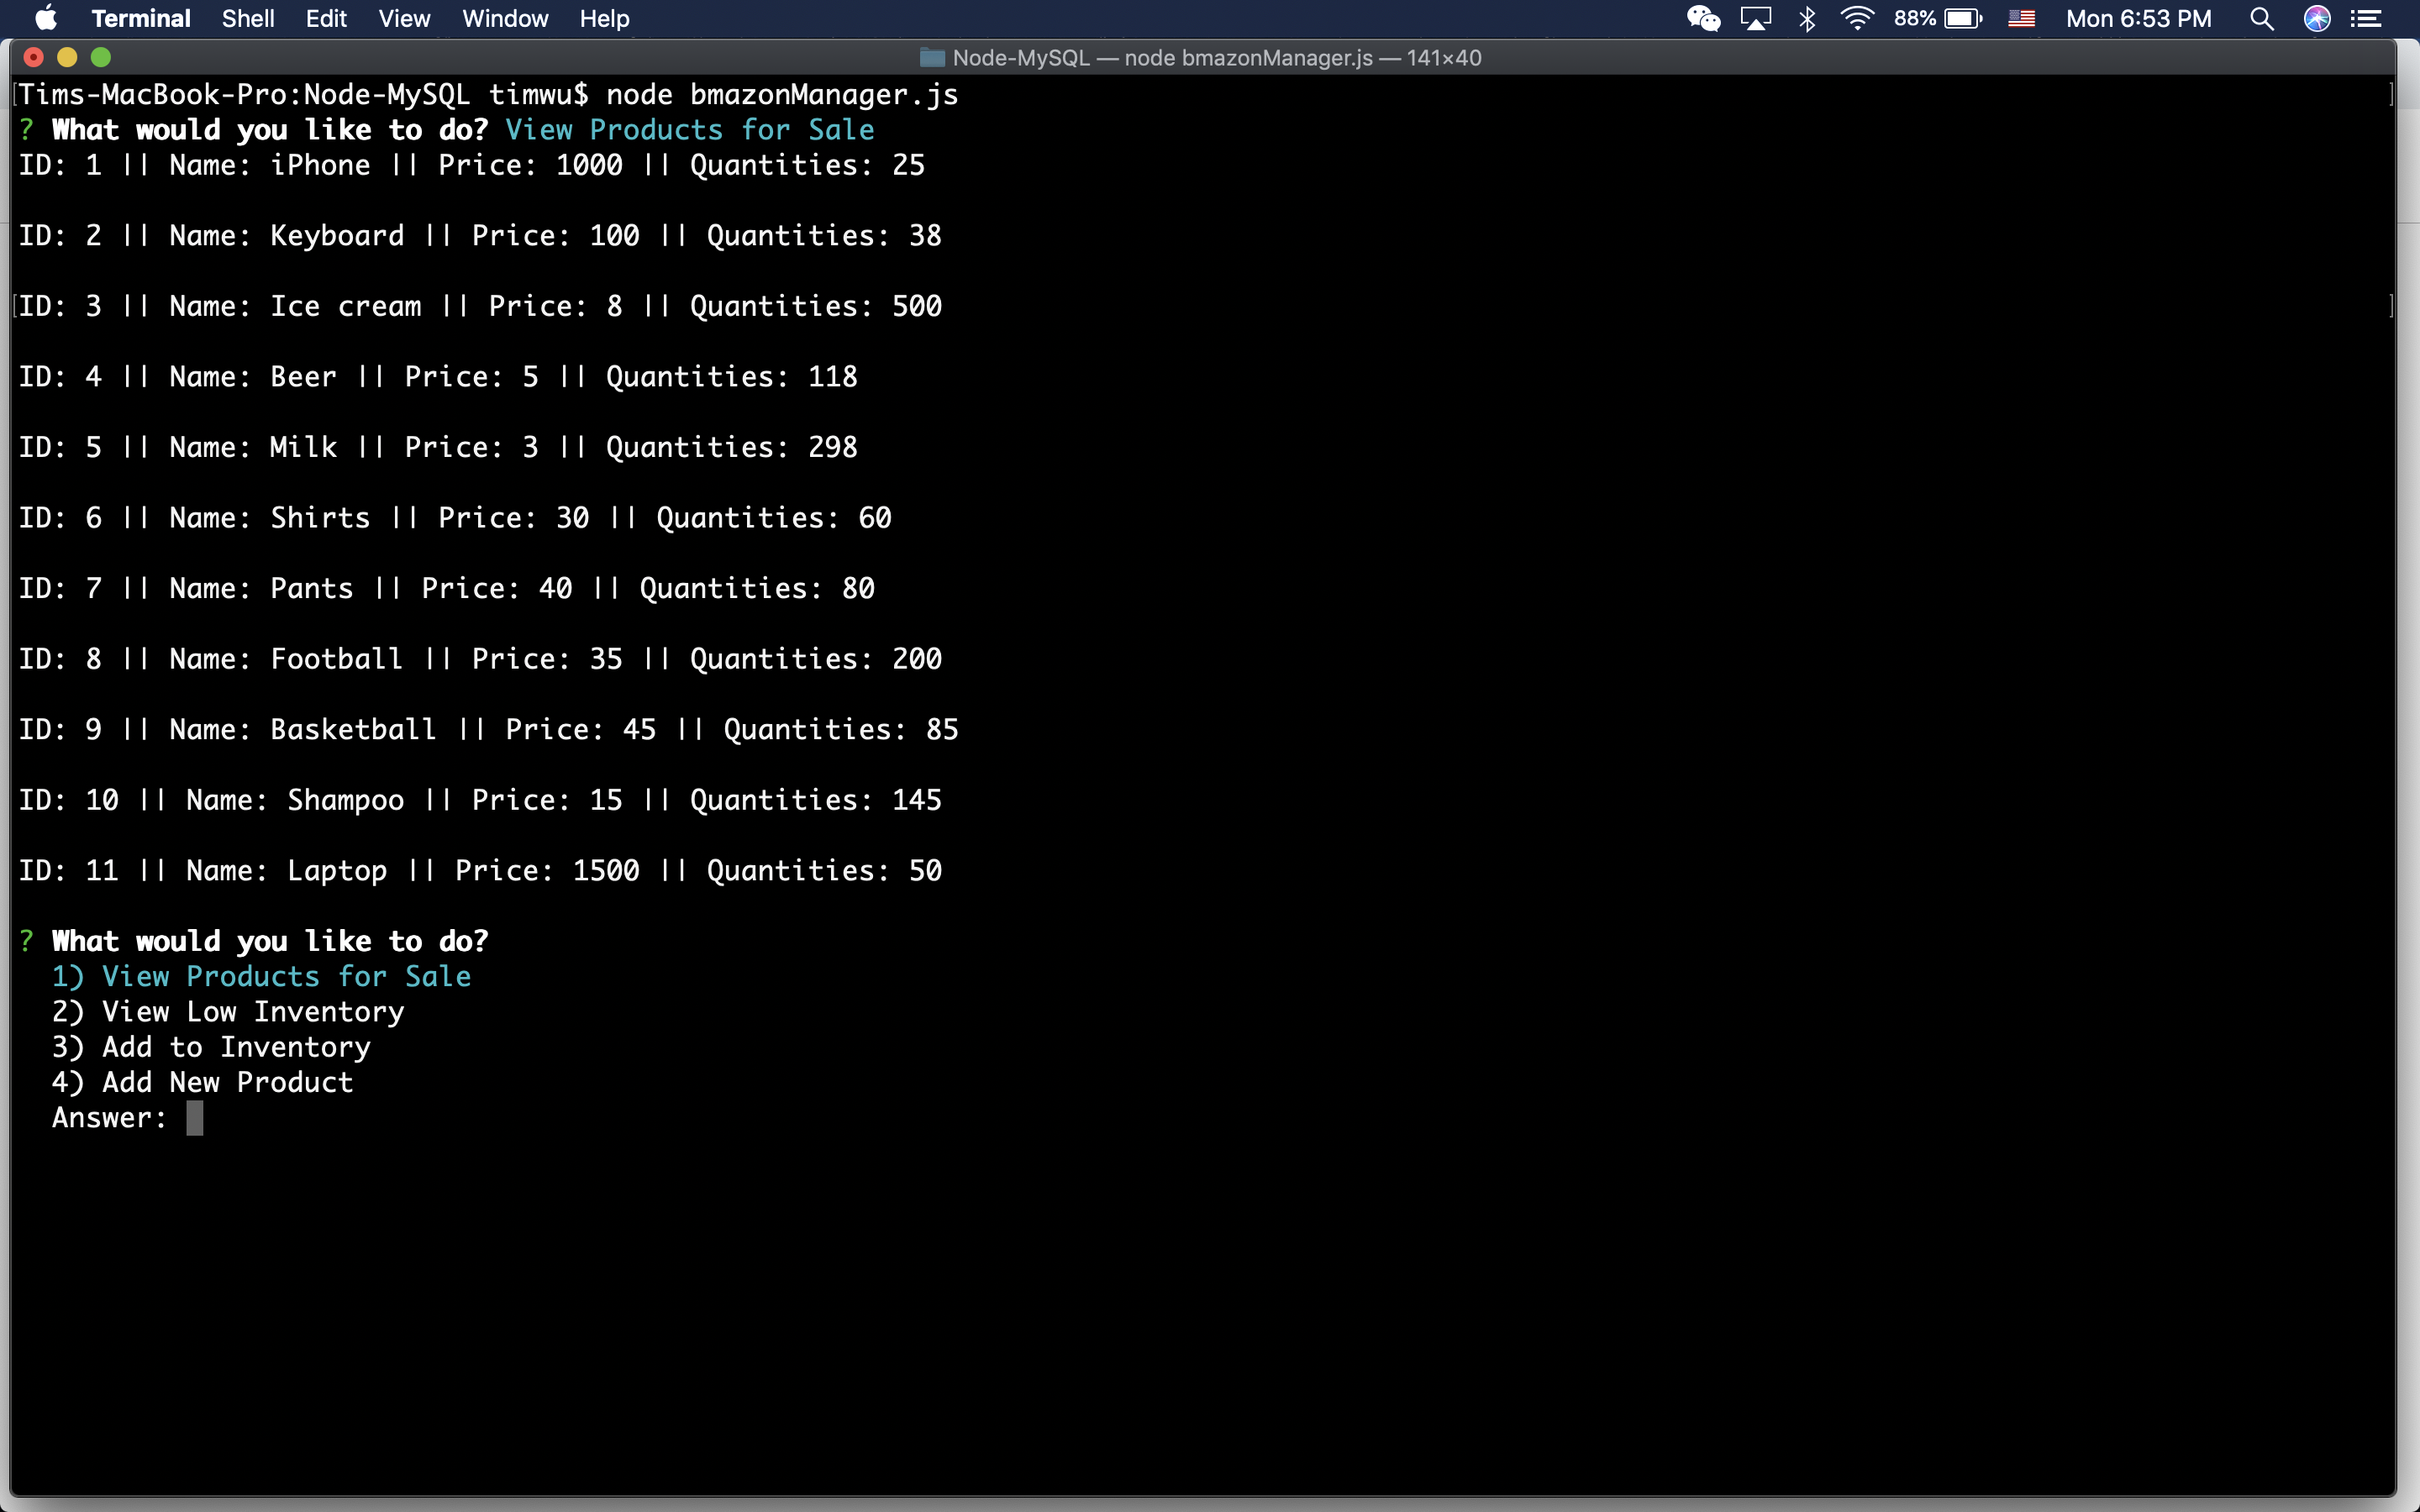 Terminal Shell Edit View Window Help 88% Mon 6:53 PM
Node-MySQL — node bmazonManager.js — 141×40
[Tims-MacBook-Pro:Node-MySQL timwu$ node bmazonManager.js ]
? What would you like to do? View Products for Sale
ID: 1 || Name: iPhone || Price: 1000 || Quantities: 25
ID: 2 || Name: Keyboard || Price: 100 || Quantities: 38
[ID: 3 || Name: Ice cream || Price: 8 || Quantities: 500 ]
ID: 4 || Name: Beer || Price: 5 || Quantities: 118
ID: 5 || Name: Milk || Price: 3 || Quantities: 298
ID: 6 || Name: Shirts || Price: 30 || Quantities: 60
ID: 7 || Name: Pants || Price: 40 || Quantities: 80
ID: 8 || Name: Football || Price: 35 || Quantities: 200
ID: 9 || Name: Basketball || Price: 45 || Quantities: 85
ID: 10 || Name: Shampoo || Price: 15 || Quantities: 145
ID: 11 || Name: Laptop || Price: 1500 || Quantities: 50
? What would you like to do?
1) View Products for Sale
2) View Low Inventory
3) Add to Inventory
4) Add New Product
Answer: